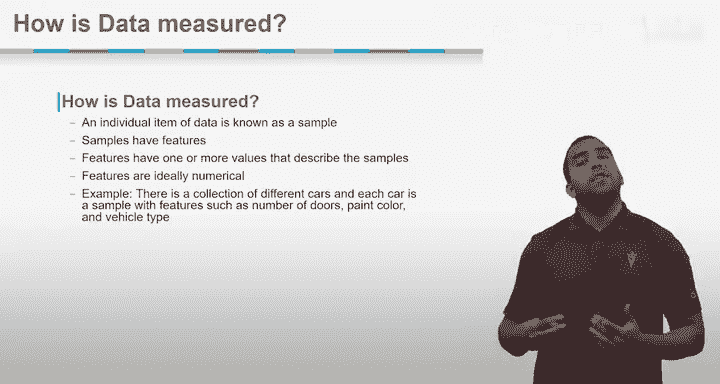 How is Data measured?
How is Data measured?
– An individual item of data is known as a sample
– Samples have features
– Features have one or more values that describe the samples
– Features are ideally numerical
– Example: There is a collection of different cars and each car is
a sample with features such as number of doors, paint color,
and vehicle type